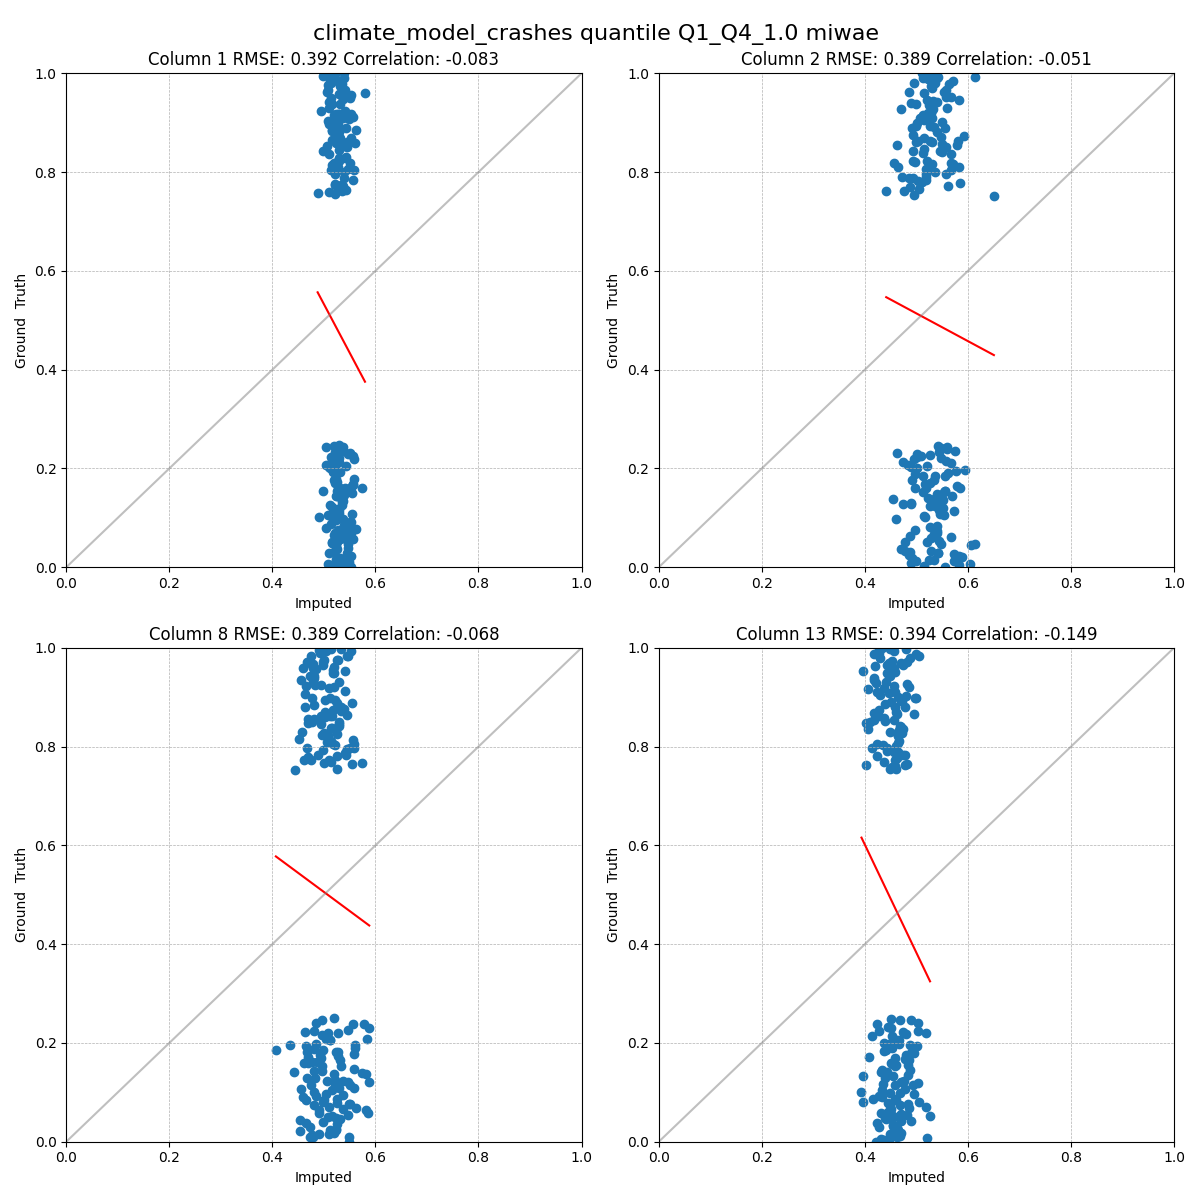 climate_model_crashes quantile Q1_Q4_1.0 miwae
Column 1 RMSE: 0.392 Correlation: -0.083
Column 2 RMSE: 0.389 Correlation: -0.051
1.0
0.8
0.6
0.4
0.2
0.0
Ground Truth
0.0 0.2 0.4 0.6 0.8 1.0
Imputed
1.0
0.8
0.6
0.4
0.2
0.0
Ground Truth
0.0 0.2 0.4 0.6 0.8 1.0
Imputed
Column 8 RMSE: 0.389 Correlation: -0.068
Column 13 RMSE: 0.394 Correlation: -0.149
1.0
0.8
0.6
0.4
0.2
0.0
Ground Truth
0.0 0.2 0.4 0.6 0.8 1.0
Imputed
1.0
0.8
0.6
0.4
0.2
0.0
Ground Truth
0.0 0.2 0.4 0.6 0.8 1.0
Imputed